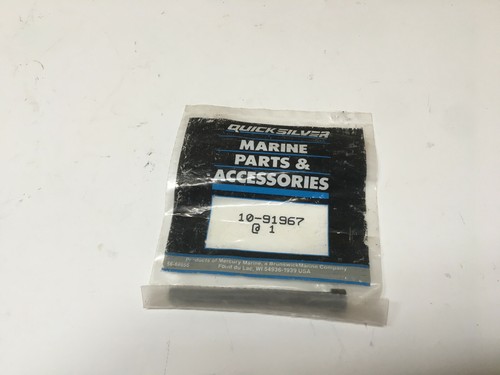 QUICKSILVER
MARINE
PARTS &
ACCESSORIES
10-91967
@ 1
Products of Mercury Marine, a Brunswick Marine Company
Fond du Lac, WI 54936-1939 USA